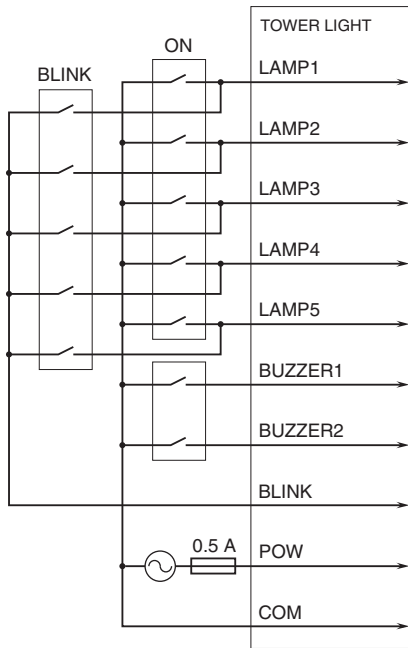 TOWER LIGHT
ON
LAMP1
BLINK
LAMP2
LAMP3
LAMP4
LAMP5
BUZZER1
BUZZER2
BLINK
0.5 A
POW
COM